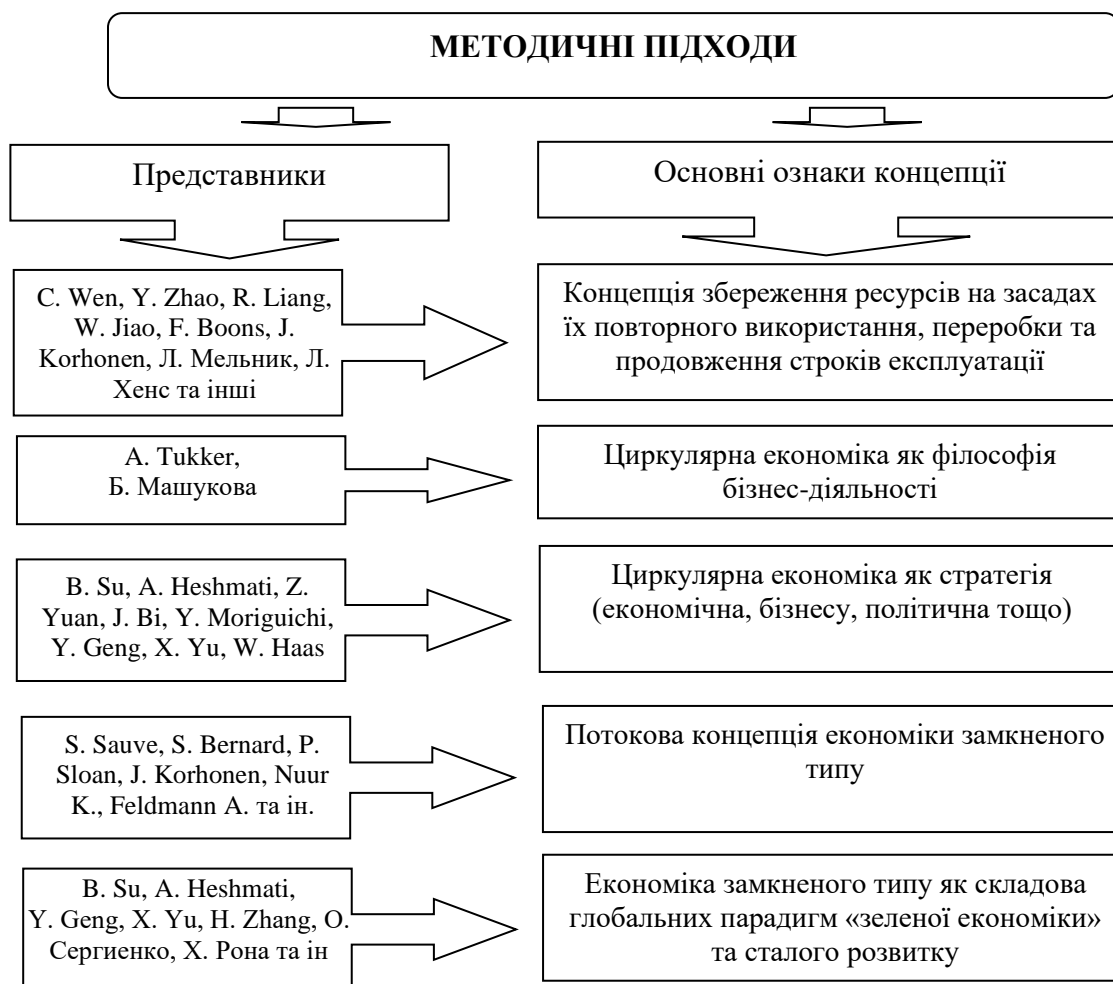 МЕТОДИЧНІ ПІДХОДИ
Представники
Основні ознаки концепції
C. Wen, Y. Zhao, R. Liang,
W. Jiao, F. Boons, J.
Korhonen, Л. Мельник, Л.
Хенс та інші
Концепція збереження ресурсів на засадах
їх повторного використання, переробки та
продовження строків експлуатації
A. Tukker,
Б. Машукова
Циркулярна економіка як філософія
бізнес-діяльності
B. Su, A. Heshmati, Z.
Yuan, J. Bi, Y. Moriguichi,
Y. Geng, X. Yu, W. Haas
Циркулярна економіка як стратегія
(економічна, бізнесу, політична тощо)
S. Sauve, S. Bernard, P.
Sloan, J. Korhonen, Nuur
K., Feldmann A. та ін.
Потокова концепція економіки замкненого
типу
B. Su, A. Heshmati,
Y. Geng, X. Yu, H. Zhang, О.
Сергиенко, Х. Рона та ін
Економіка замкненого типу як складова
глобальних парадигм «зеленої економіки»
та сталого розвитку